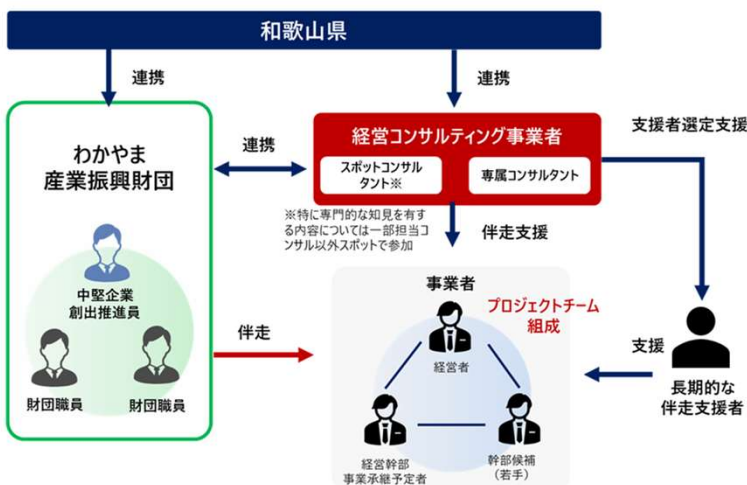 和歌山県
連携
連携
わかやま
産業振興財団
中堅企業
創出推進員
財団職員
財団職員
連携
経営コンサルティング事業者
スポットコンサル
タント※
専属コンサルタント
※特に専門的な知見を有す
る内容については一部担当コ
ンサル以外スポットで参加
伴走支援
支援者選定支援
伴走
事業者
プロジェクトチーム
組成
経営者
経営幹部
事業承継予定者
幹部候補
(若手)
支援
長期的な
伴走支援者